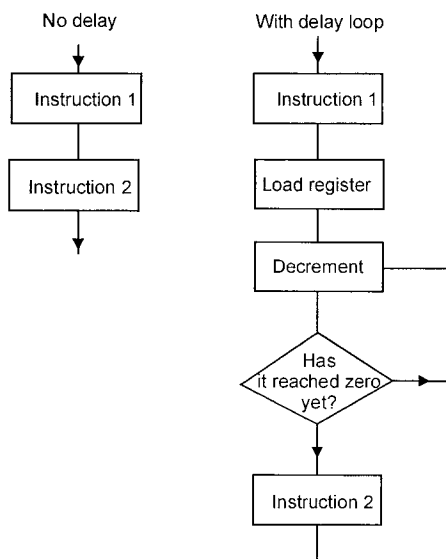 No delay
Instruction 1
Instruction 2
With delay loop
Instruction 1
Load register
Decrement
Has
it reached zero
yet?
Instruction 2